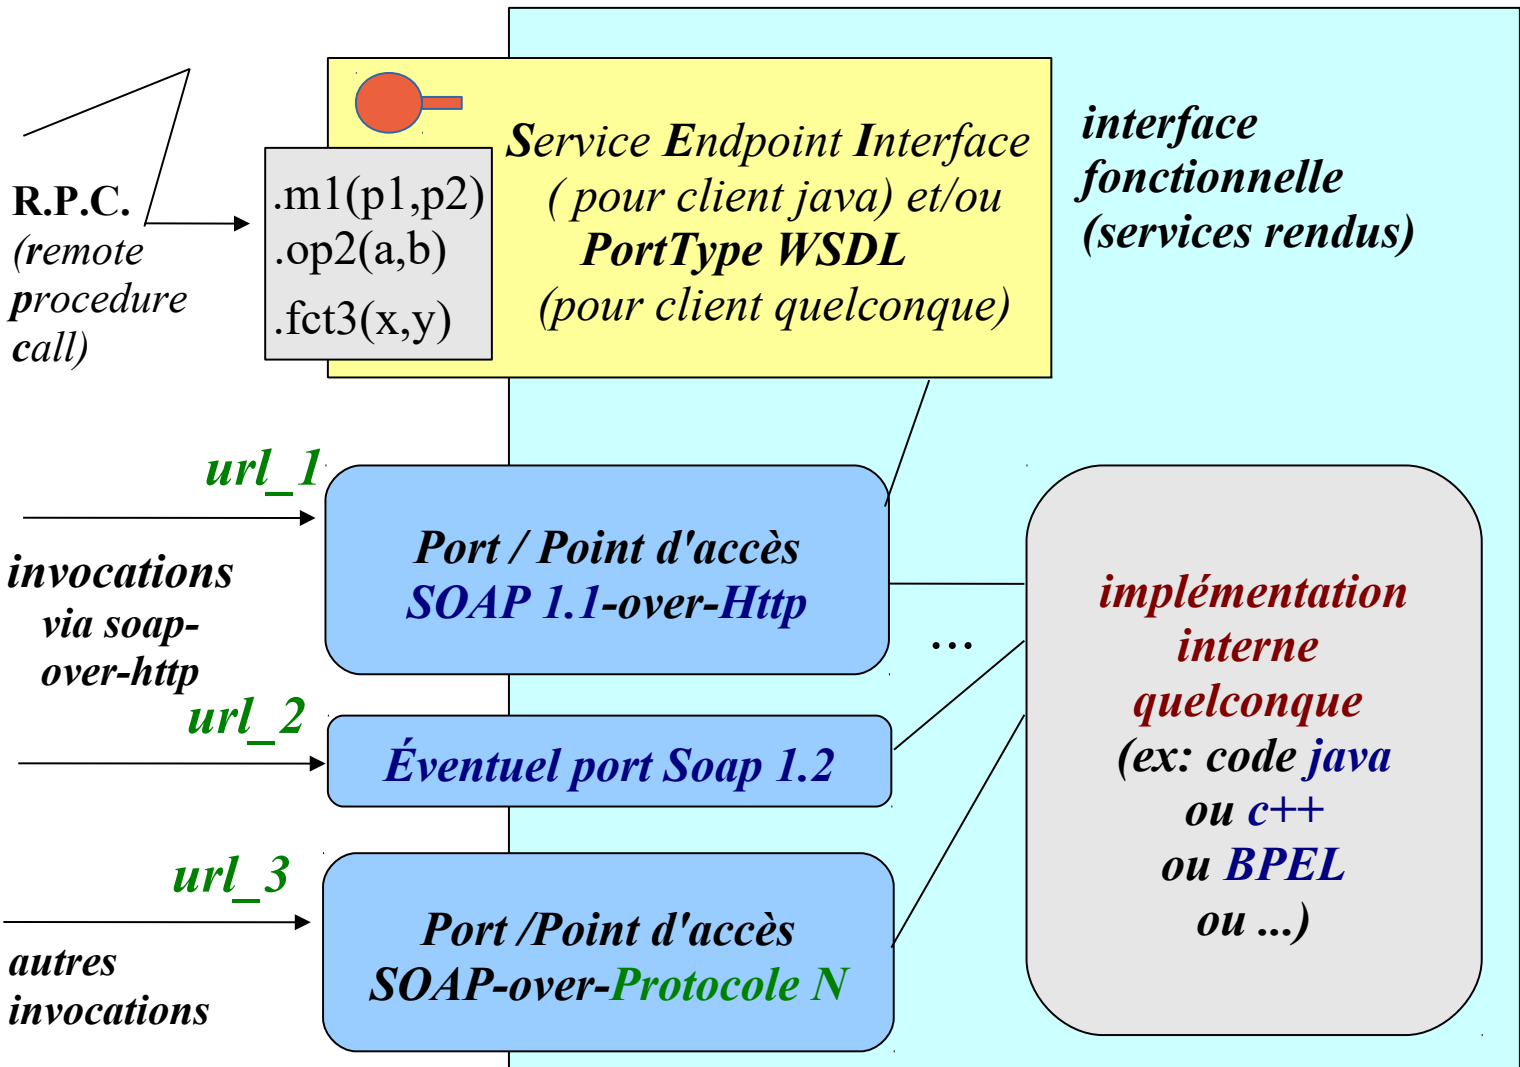 R.P.C.
(remote
procedure
call)
.m1(p1,p2)
.op2(a,b)
.fct3(x,y)
Service Endpoint Interface
( pour client java) et/ou
PortType WSDL
(pour client quelconque)
interface
fonctionnelle
(services rendus)
url_1
invocations
via soap-
over-http
Port / Point d'accès
SOAP 1.1-over-Http
...
url_2
Éventuel port Soap 1.2
url_3
autres
invocations
Port /Point d'accès
SOAP-over-Protocole N
implémentation
interne
quelconque
(ex: code java
ou c++
ou BPEL
ou ...)